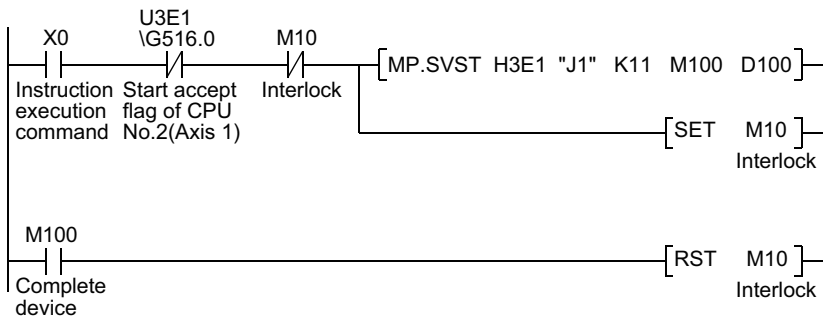 U3E1
X0 \G516.0 M10
[MP.SVST H3E1 "J1" K11 M100 D100]
Instruction Start accept Interlock
execution flag of CPU
command No.2(Axis 1)
[SET M10]
Interlock
M100
[RST M10]
Complete Interlock
device